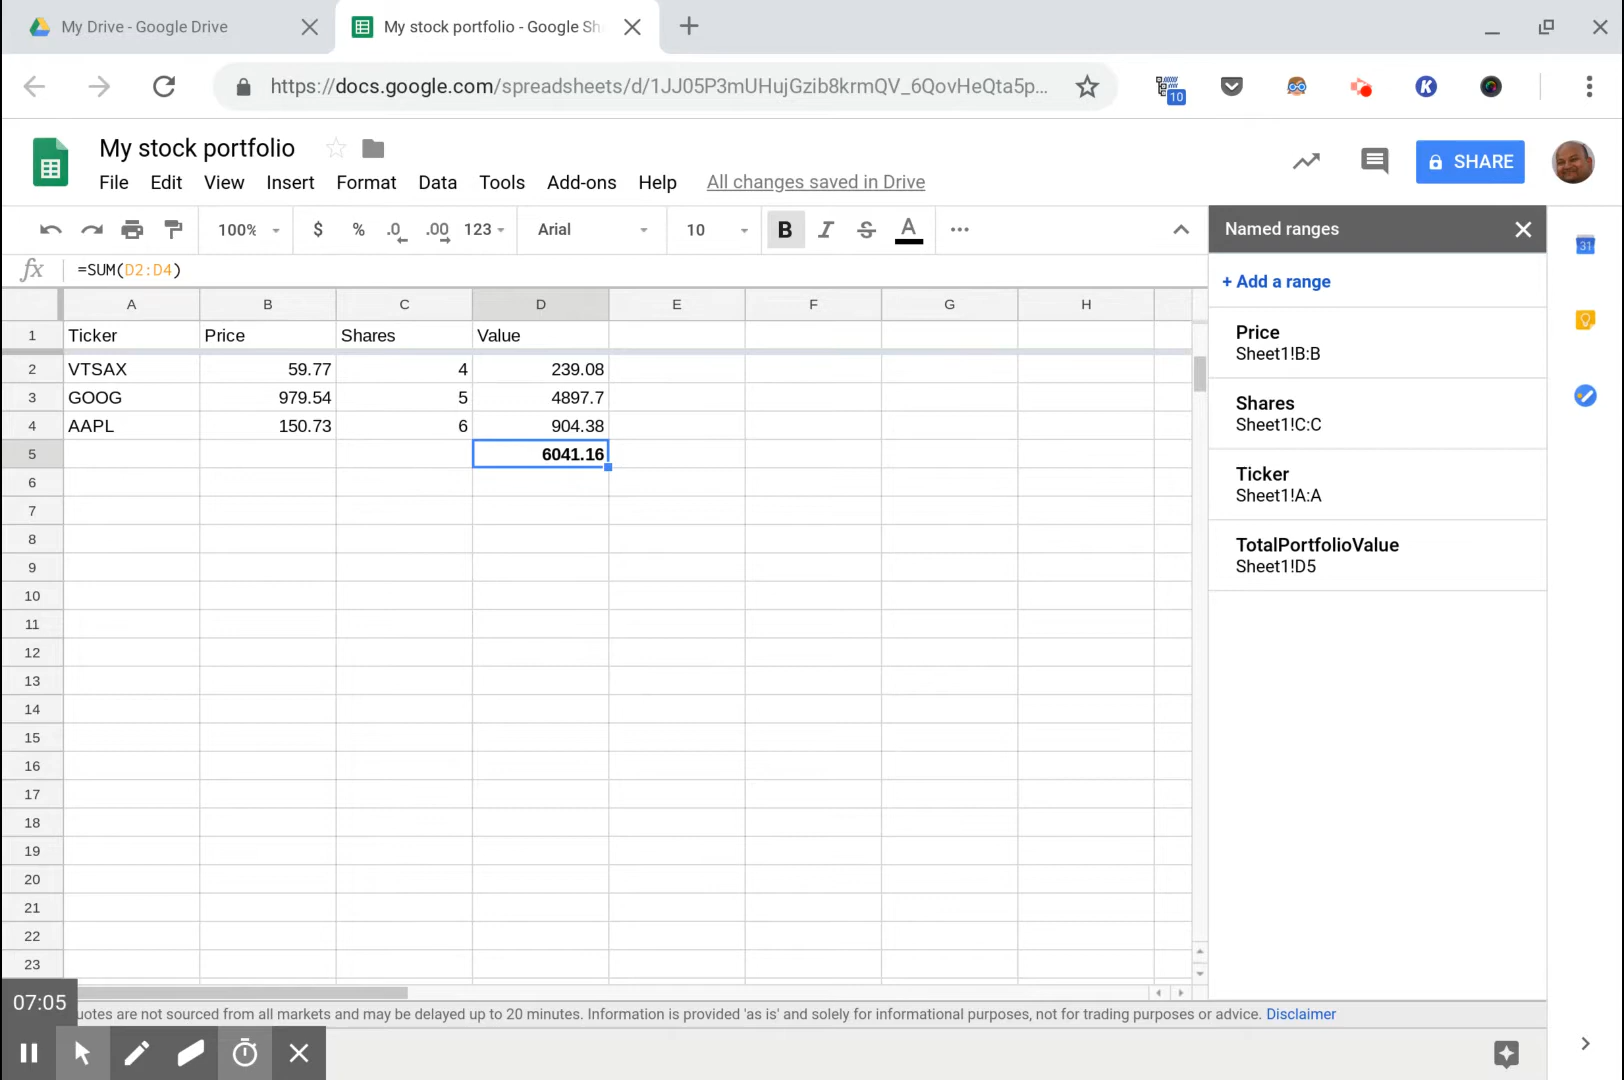 My Drive - Google Drive
My stock portfolio - Google Sh
https://docs.google.com/spreadsheets/d/1JJ05P3mUHujGzib8krmQV_6QovHeQta5p...
10
K
My stock portfolio
File Edit View Insert Format Data Tools Add-ons Help All changes saved in Drive
SHARE
100% $ % .0 .00 123 Arial 10 B I S A ...
fx =SUM(D2:D4)
A B C D E F G H
1 Ticker Price Shares Value
2 VTSAX 59.77 4 239.08
3 GOOG 979.54 5 4897.7
4 AAPL 150.73 6 904.38
5 6041.16
6
7
8
9
10
11
12
13
14
15
16
17
18
19
20
21
22
23
Named ranges
+ Add a range
Price
Sheet1!B:B
Shares
Sheet1!C:C
Ticker
Sheet1!A:A
TotalPortfolioValue
Sheet1!D5
31
07:05
uotes are not sourced from all markets and may be delayed up to 20 minutes. Information is provided 'as is' and solely for informational purposes, not for trading purposes or advice. Disclaimer